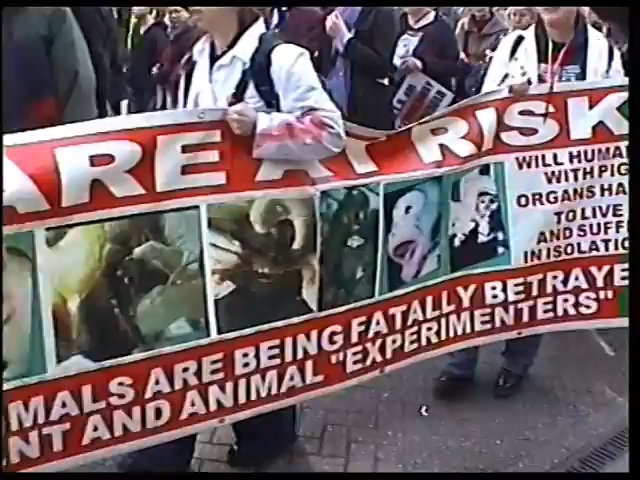 ARE AT RISK
WILL HUMA
WITH PIG
ORGANS HA
TO LIVE
AND SUFF
IN ISOLATIO
MALS ARE BEING FATALLY BETRAYE
NT AND ANIMAL "EXPERIMENTERS"